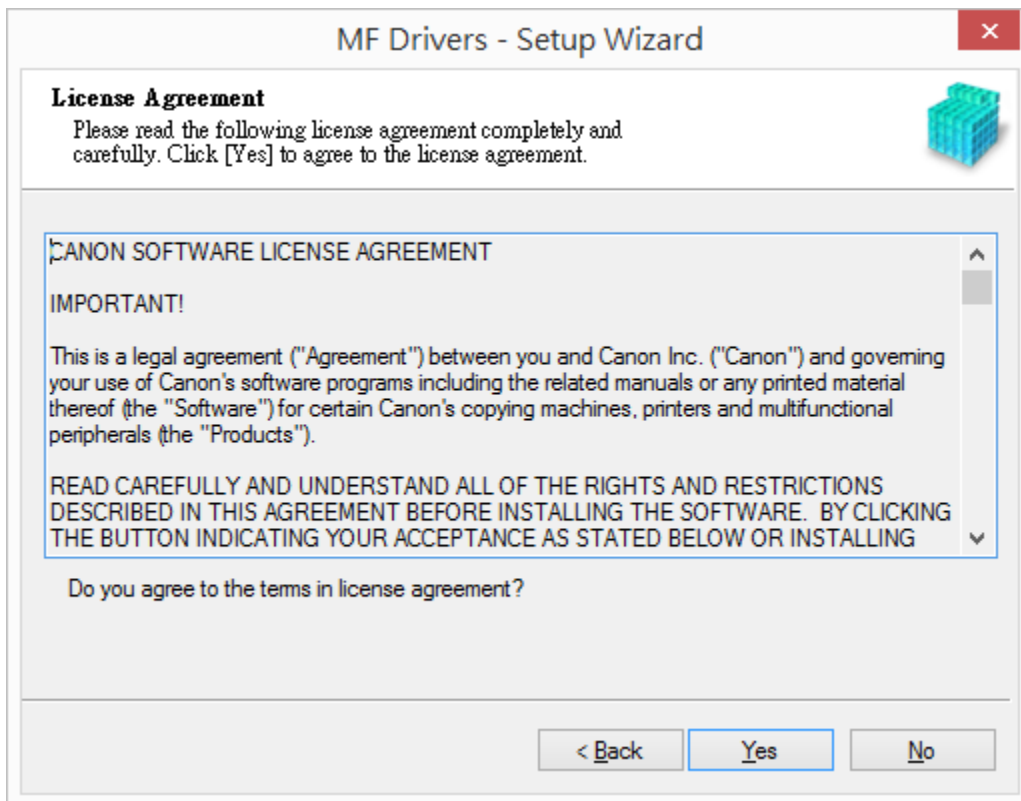 MF Drivers - Setup Wizard
License Agreement
Please read the following license agreement completely and
carefully. Click [Yes] to agree to the license agreement.
CANON SOFTWARE LICENSE AGREEMENT
IMPORTANT!
This is a legal agreement ("Agreement") between you and Canon Inc. ("Canon") and governing
your use of Canon's software programs including the related manuals or any printed material
thereof (the "Software") for certain Canon's copying machines, printers and multifunctional
peripherals (the "Products").
READ CAREFULLY AND UNDERSTAND ALL OF THE RIGHTS AND RESTRICTIONS
DESCRIBED IN THIS AGREEMENT BEFORE INSTALLING THE SOFTWARE.  BY CLICKING
THE BUTTON INDICATING YOUR ACCEPTANCE AS STATED BELOW OR INSTALLING
Do you agree to the terms in license agreement?
< Back
Yes
No